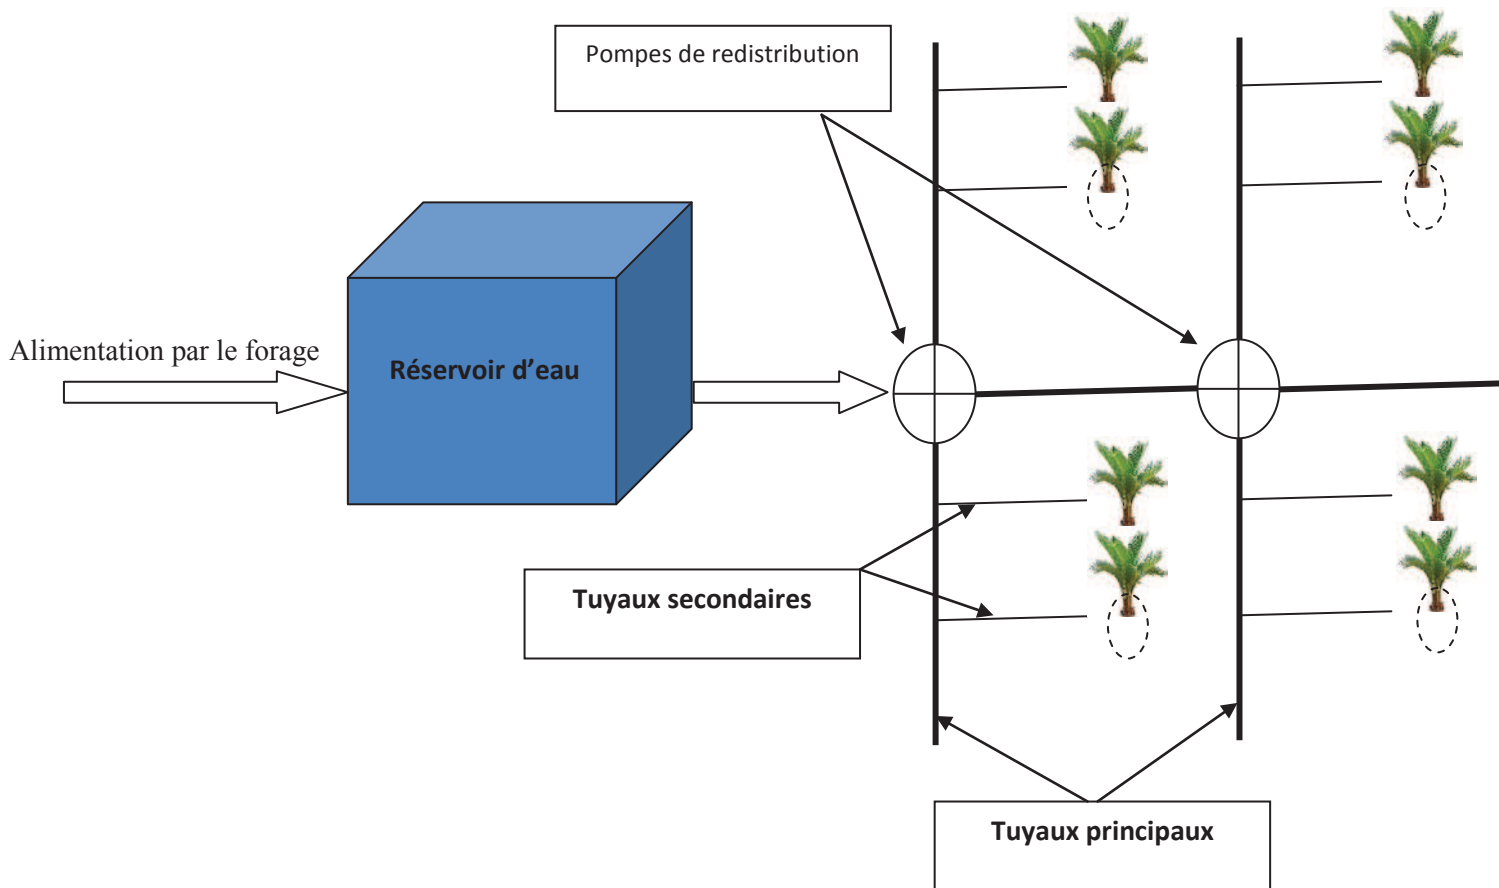 Pompes de redistribution
Alimentation par le forage
Réservoir d’eau
Tuyaux secondaires
Tuyaux principaux